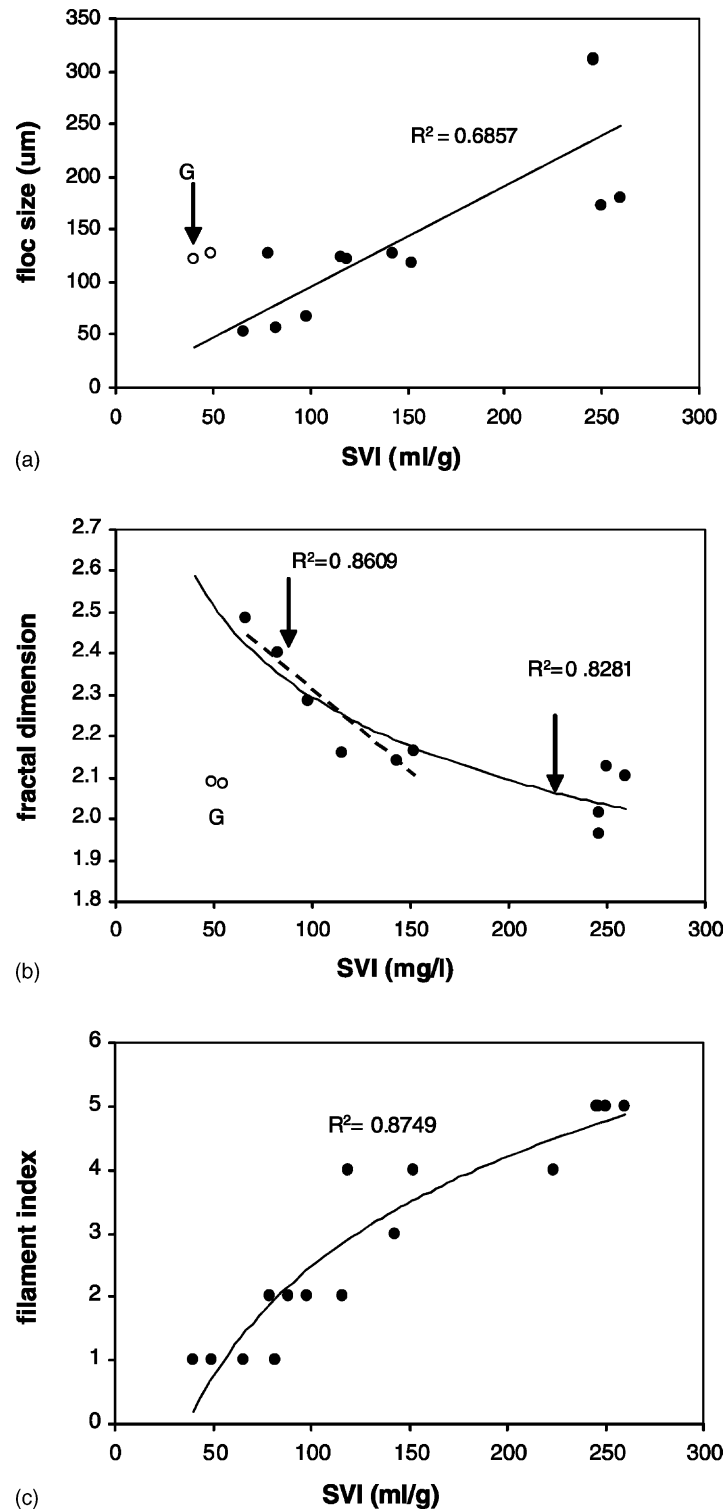 350
300
250
200
150
100
50
0
floc size (um)
G
R² = 0.6857
0 50 100 150 200 250 300
(a) SVI (ml/g)
2.7
2.6
2.5
2.4
2.3
2.2
2.1
2.0
1.9
1.8
fractal dimension
R²=0 .8609
R²=0 .8281
G
0 50 100 150 200 250 300
(b) SVI (mg/l)
6
5
4
3
2
1
0
filament index
R²= 0.8749
0 50 100 150 200 250 300
(c) SVI (ml/g)